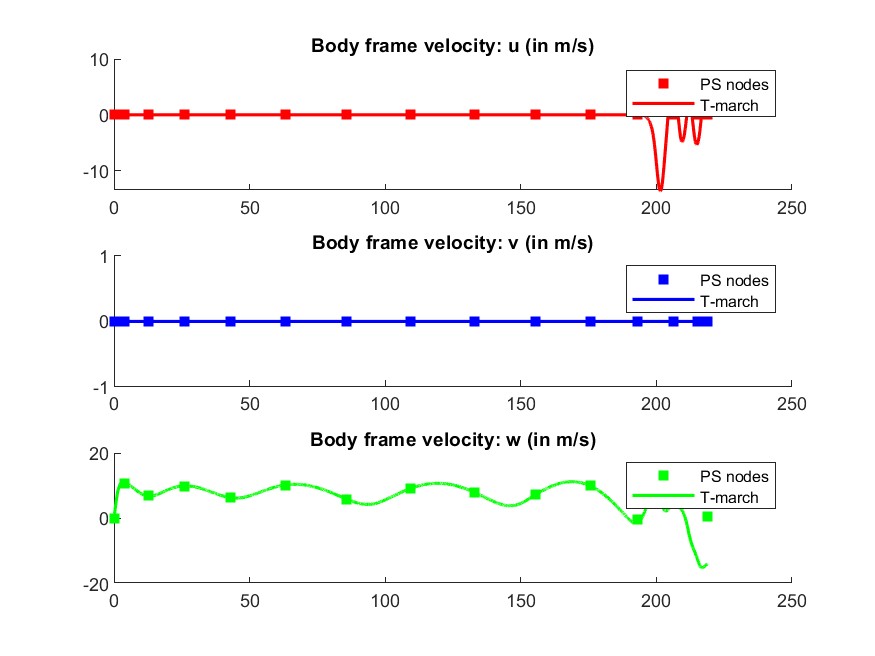 Body frame velocity: u (in m/s)
10
0
-10
0 50 100 150 200 250
PS nodes
T-march
Body frame velocity: v (in m/s)
1
0
-1
0 50 100 150 200 250
PS nodes
T-march
Body frame velocity: w (in m/s)
20
0
-20
0 50 100 150 200 250
PS nodes
T-march